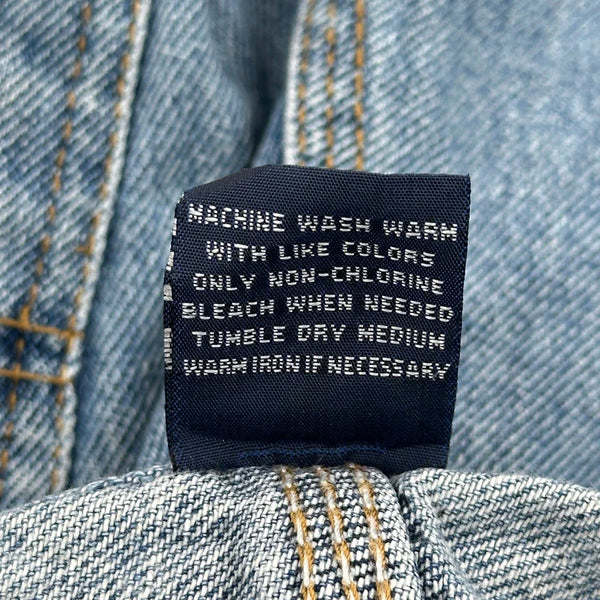 MACHINE WASH WARM
WITH LIKE COLORS
ONLY NON-CHLORINE
BLEACH WHEN NEEDED
TUMBLE DRY MEDIUM
WARM IRON IF NECESSARY